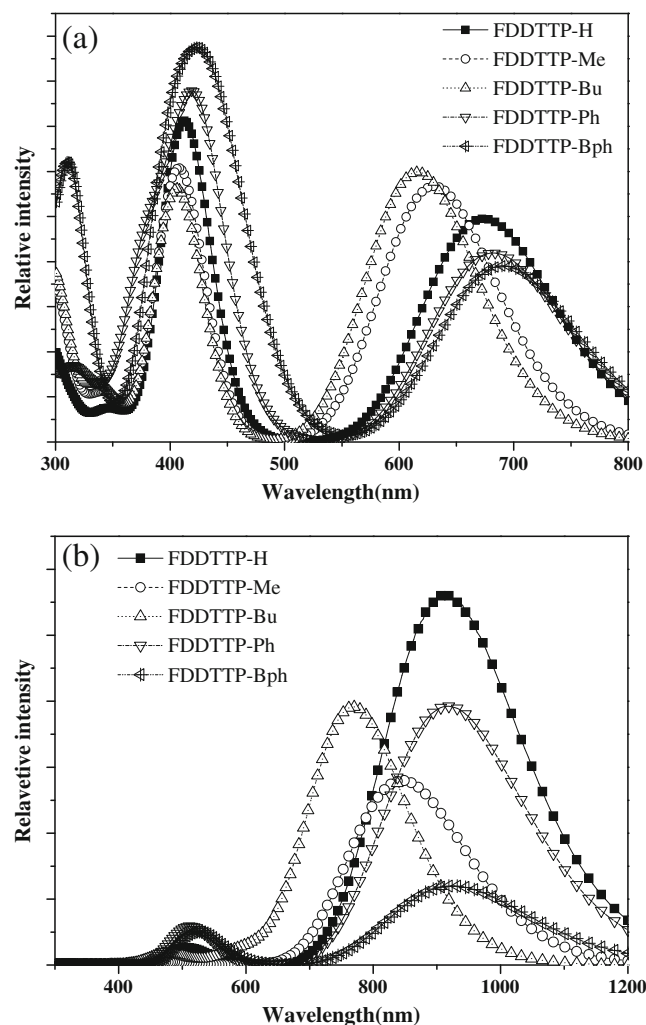 (a)
FDDTTP-H
FDDTTP-Me
FDDTTP-Bu
FDDTTP-Ph
FDDTTP-Bph
Relative intensity
300 400 500 600 700 800
Wavelength(nm)
(b)
FDDTTP-H
FDDTTP-Me
FDDTTP-Bu
FDDTTP-Ph
FDDTTP-Bph
Relavetive intensity
400 600 800 1000 1200
Wavelength(nm)